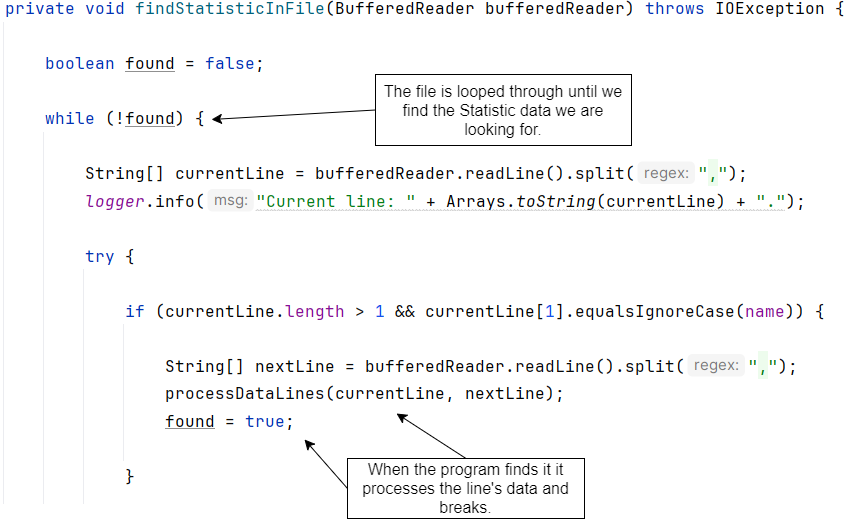 private void findStatisticInFile(BufferedReader bufferedReader) throws IOException {
boolean found = false;
The file is looped through until we
find the Statistic data we are
looking for.
while (!found) {
String[] currentLine = bufferedReader.readLine().split( regex: ",");
logger.info( msg: "Current line: " + Arrays.toString(currentLine) + ".");
try {
if (currentLine.length > 1 && currentLine[1].equalsIgnoreCase(name)) {
String[] nextLine = bufferedReader.readLine().split( regex: ",");
processDataLines(currentLine, nextLine);
found = true;
When the program finds it it
processes the line's data and
breaks.
}